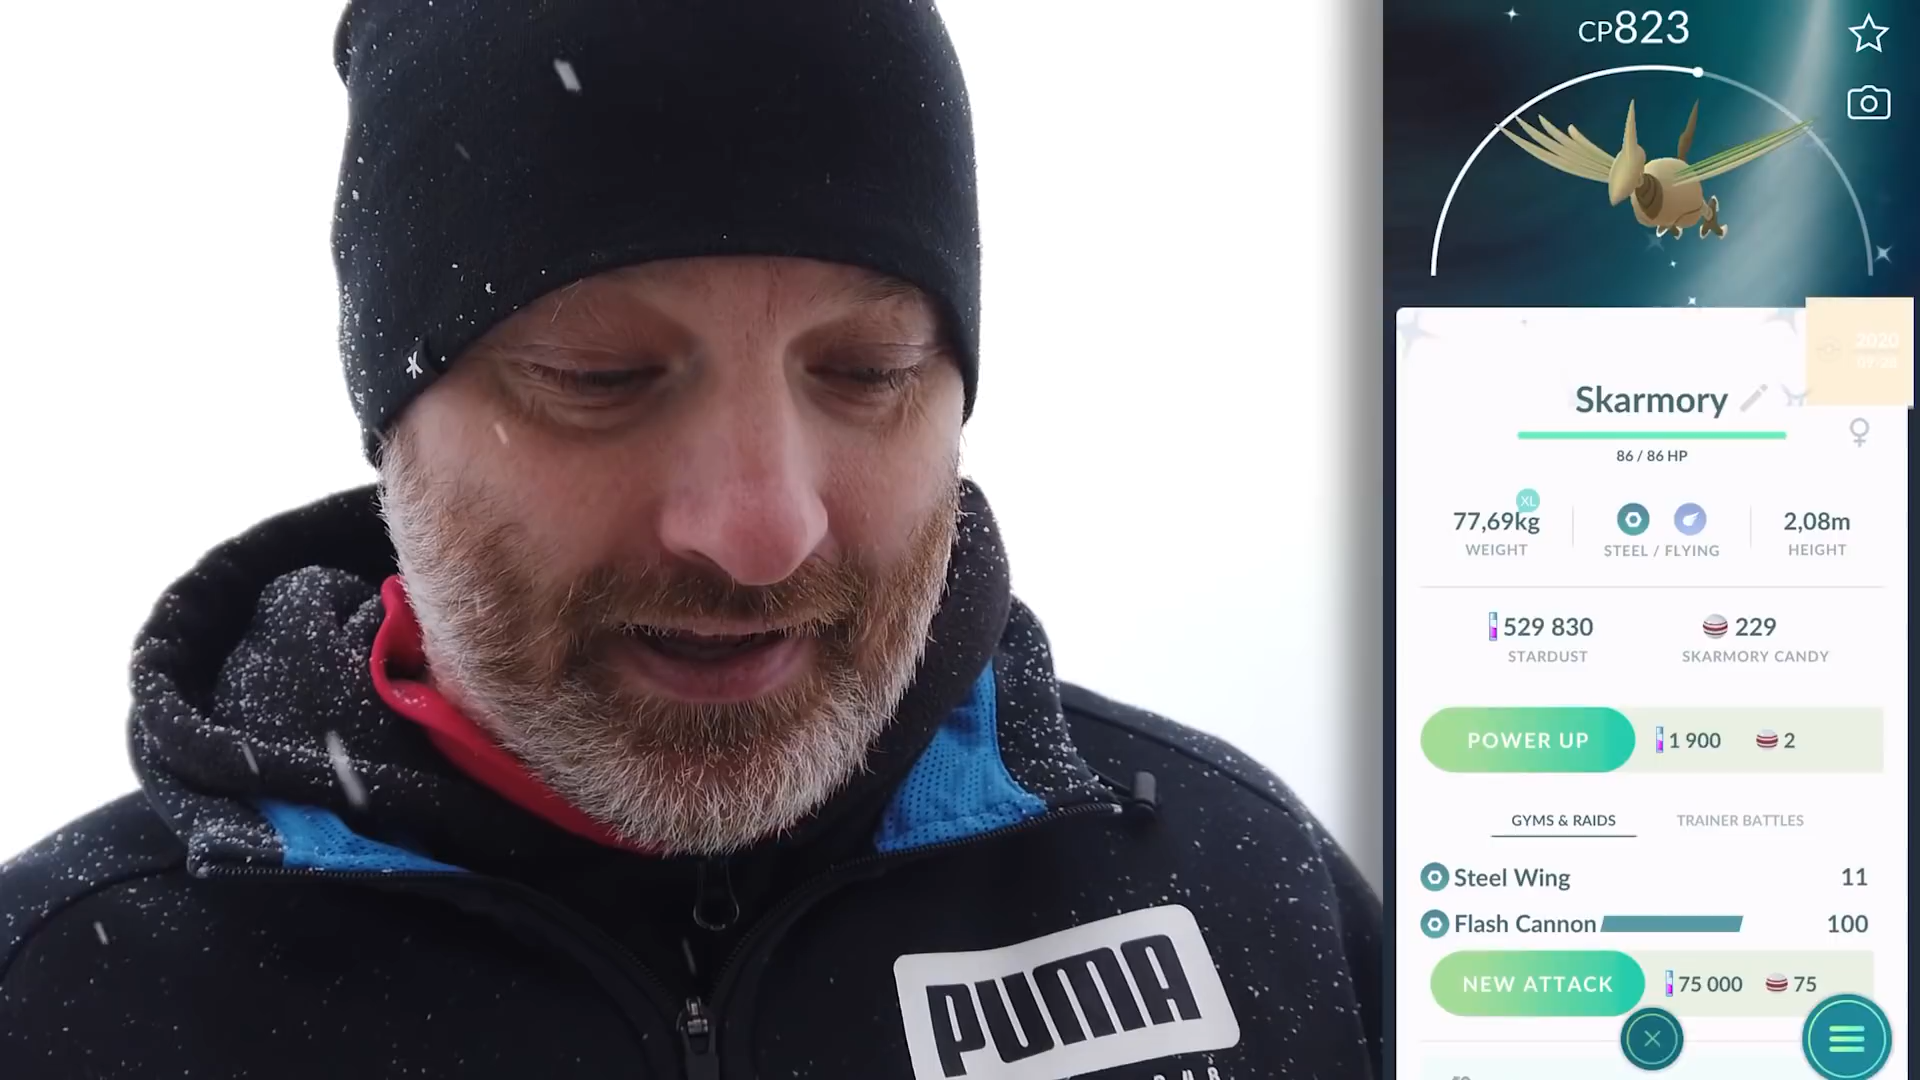 CP823
2020
Skarmory
86 / 86 HP
XL
77,69kg
WEIGHT
STEEL / FLYING
2,08m
HEIGHT
529 830
STARDUST
229
SKARMORY CANDY
POWER UP 1 900 2
GYMS & RAIDS TRAINER BATTLES
Steel Wing 11
Flash Cannon 100
NEW ATTACK 75 000 75
PUMA